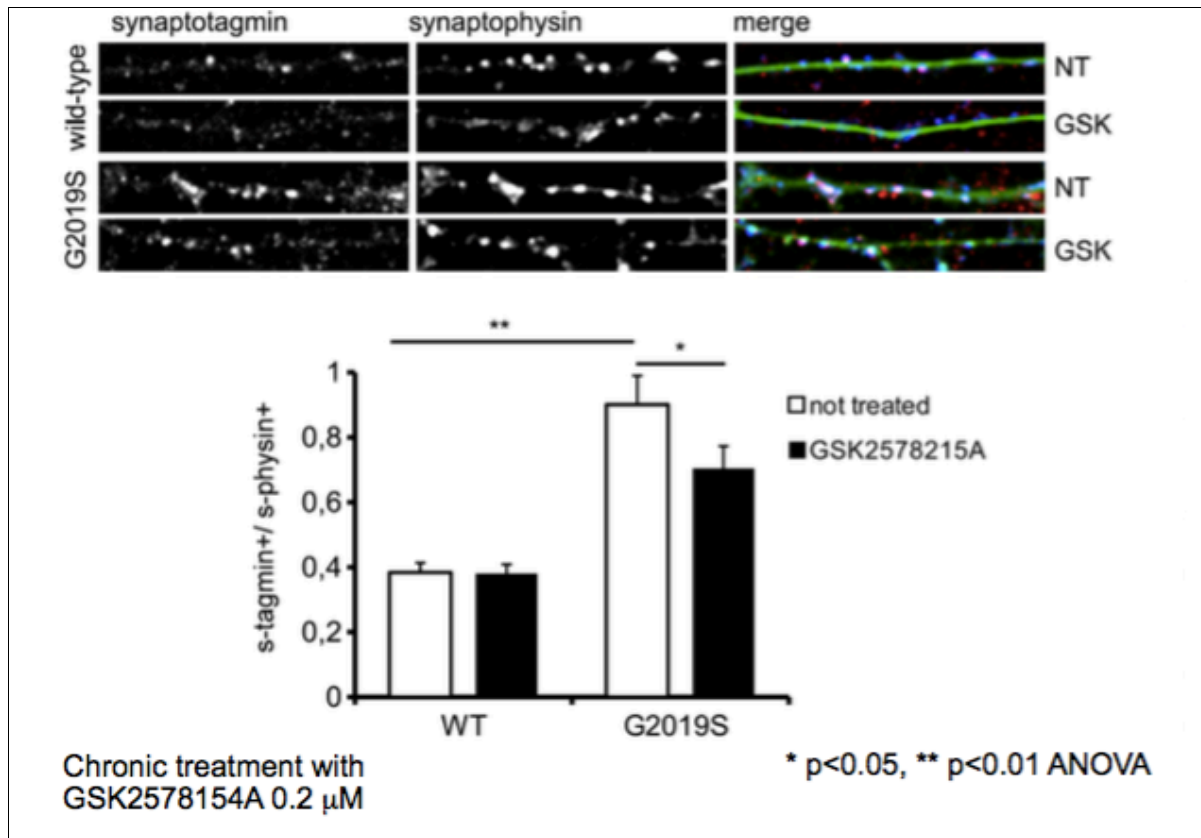 synaptotagmin synaptophysin merge
wild-type
NT
GSK
G2019S
NT
GSK
**
*
s-tagmin+/ s-physin+
1
0,8
0,6
0,4
0,2
0
not treated
GSK2578215A
WT G2019S
Chronic treatment with
GSK2578154A 0.2 μM
* p<0.05, ** p<0.01 ANOVA